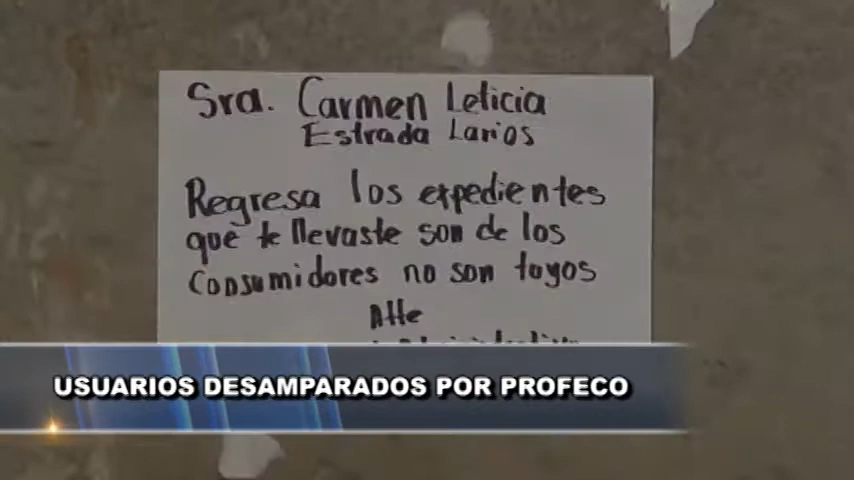 Sra. Carmen Leticia
Estrada Larios
Regresa los expedientes
que te llevaste son de los
Consumidores no son tuyos
Atte
USUARIOS DESAMPARADOS POR PROFECO